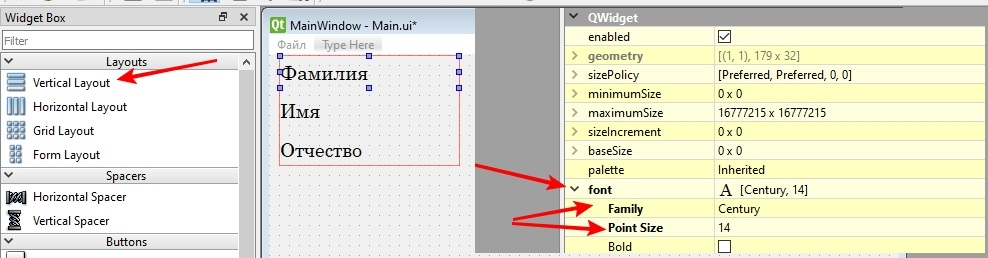 Widget Box
Filter
Layouts
Vertical Layout
Horizontal Layout
Grid Layout
Form Layout
Spacers
Horizontal Spacer
Vertical Spacer
Buttons
Qt MainWindow - Main.ui*
Файл Type Here
Фамилия
Имя
Отчество
QWidget
enabled
geometry [(1, 1), 179 x 32]
sizePolicy [Preferred, Preferred, 0, 0]
minimumSize 0 x 0
maximumSize 16777215 x 16777215
sizeIncrement 0 x 0
baseSize 0 x 0
palette Inherited
font A [Century, 14]
Family Century
Point Size 14
Bold